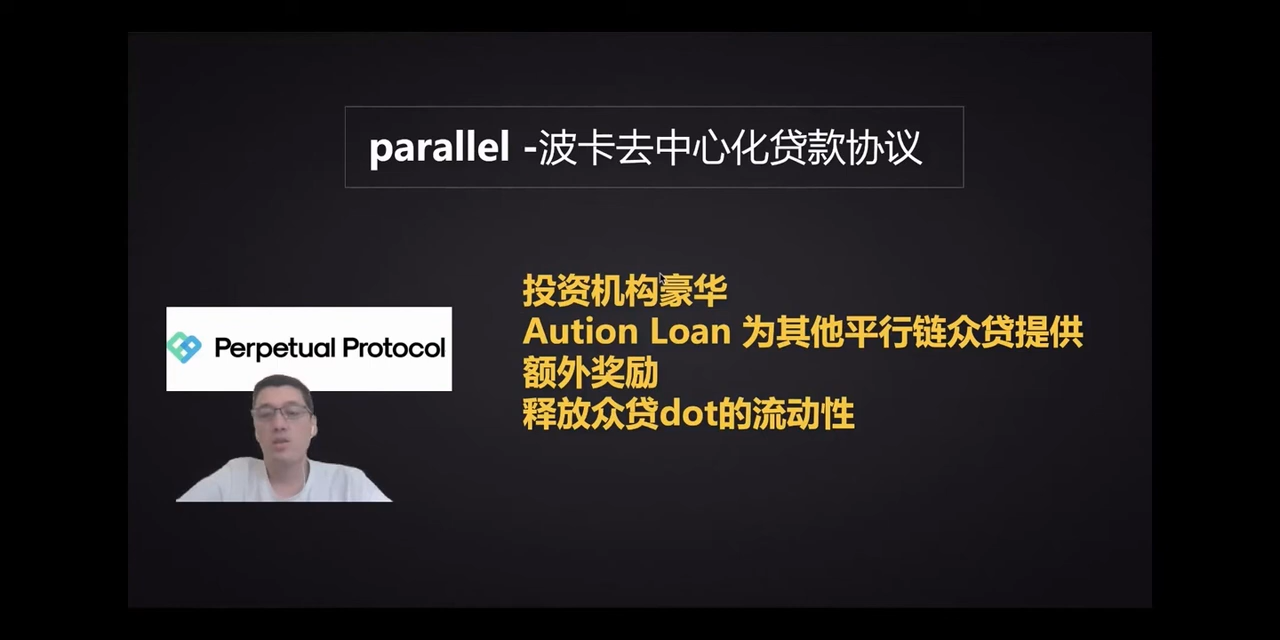 parallel -波卡去中心化贷款协议
投资机构豪华
Aution Loan 为其他平行链众贷提供
额外奖励
释放众贷dot的流动性
Perpetual Protocol